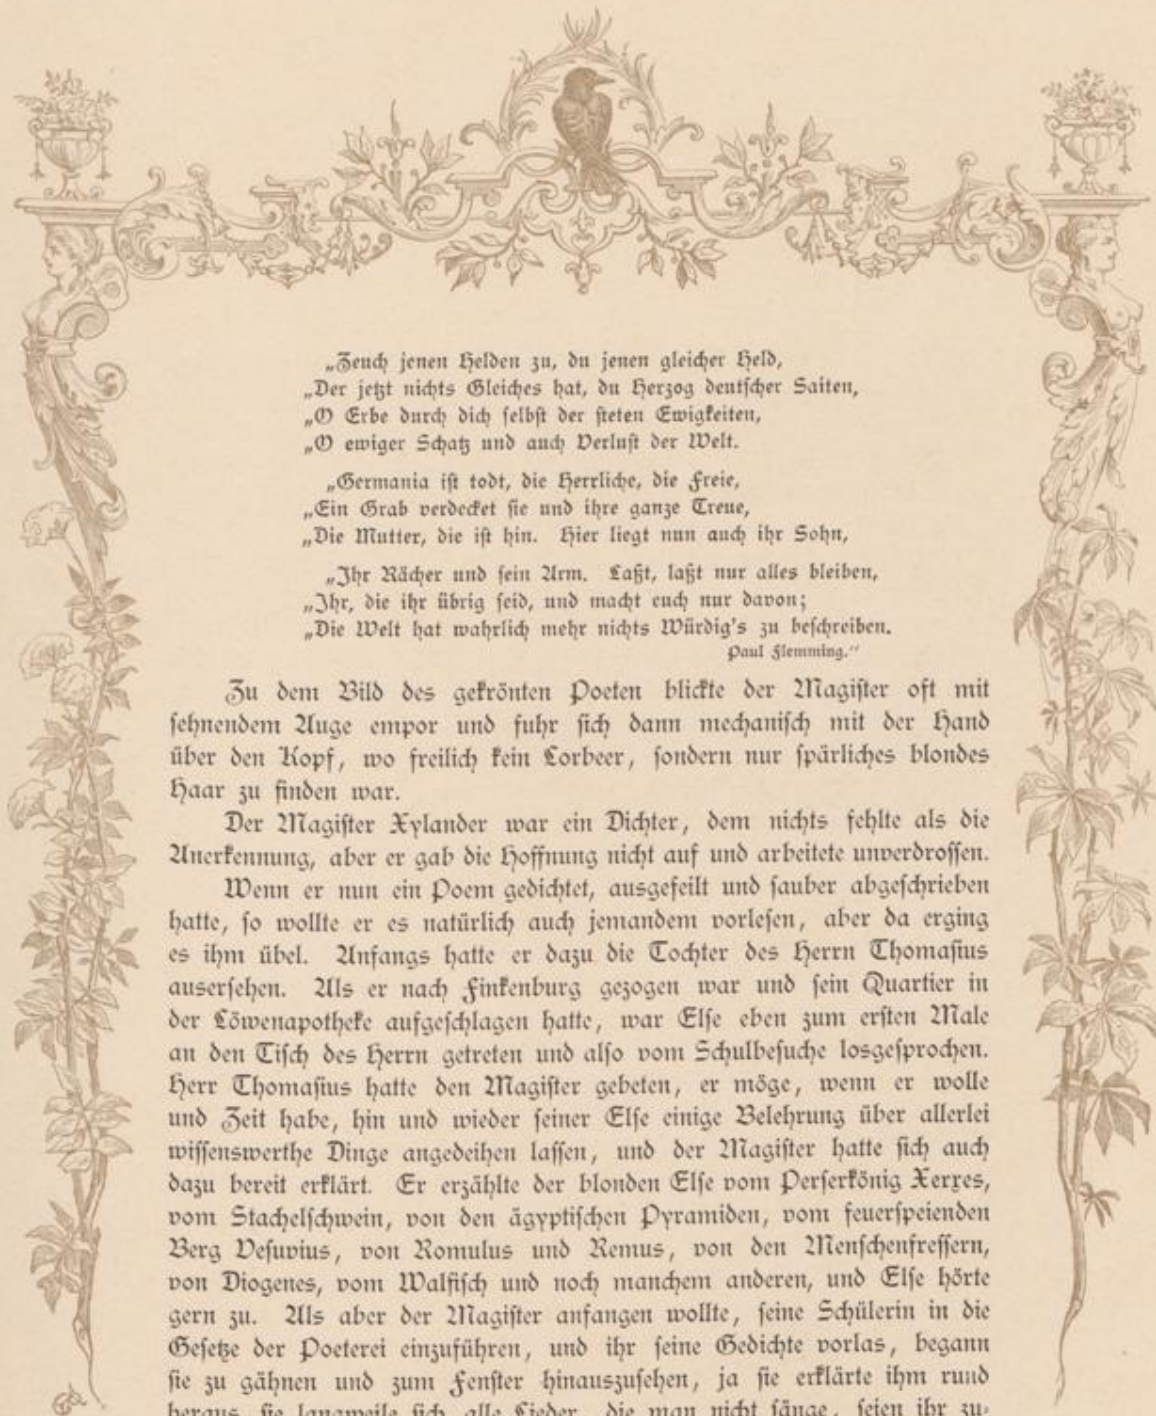 „Zeuch jenen Helden zu, du jenen gleicher Held,
„Der jetzt nichts Gleiches hat, du Herzog deutscher Saiten,
„O Erbe durch dich selbst der steten Ewigkeiten,
„O ewiger Schatz und auch Verlust der Welt.
„Germania ist todt, die Herrliche, die Freie,
„Ein Grab verdecket sie und ihre ganze Treue,
„Die Mutter, die ist hin. Hier liegt nun auch ihr Sohn,
„Ihr Rächer und sein Arm. Laßt, laßt nur alles bleiben,
„Ihr, die ihr übrig seid, und macht euch nur davon;
„Die Welt hat wahrlich mehr nichts Würdig's zu beschreiben.
Paul Flemming.“
Zu dem Bild des gekrönten Poeten blickte der Magister oft mit
sehnendem Auge empor und fuhr sich dann mechanisch mit der Hand
über den Kopf, wo freilich kein Lorbeer, sondern nur spärliches blondes
Haar zu finden war.
Der Magister Xylander war ein Dichter, dem nichts fehlte als die
Anerkennung, aber er gab die Hoffnung nicht auf und arbeitete unverdrossen.
Wenn er nun ein Poem gedichtet, ausgefeilt und sauber abgeschrieben
hatte, so wollte er es natürlich auch jemandem vorlesen, aber da erging
es ihm übel. Anfangs hatte er dazu die Tochter des Herrn Thomasius
ausersehen. Als er nach Finkenburg gezogen war und sein Quartier in
der Löwenapotheke aufgeschlagen hatte, war Else eben zum ersten Male
an den Tisch des Herrn getreten und also vom Schulbesuche losgesprochen.
Herr Thomasius hatte den Magister gebeten, er möge, wenn er wolle
und Zeit habe, hin und wieder seiner Else einige Belehrung über allerlei
wissenswerthe Dinge angedeihen lassen, und der Magister hatte sich auch
dazu bereit erklärt. Er erzählte der blonden Else vom Perserkönig Xerxes,
vom Stachelschwein, von den ägyptischen Pyramiden, vom feuerspeienden
Berg Vesuvius, von Romulus und Remus, von den Menschenfressern,
von Diogenes, vom Walfisch und noch manchem anderen, und Else hörte
gern zu. Als aber der Magister anfangen wollte, seine Schülerin in die
Gesetze der Poeterei einzuführen, und ihr seine Gedichte vorlas, begann
sie zu gähnen und zum Fenster hinauszusehen, ja sie erklärte ihm rund
heraus, sie langweile sich, alle Lieder, die man nicht sänge, seien ihr zu-